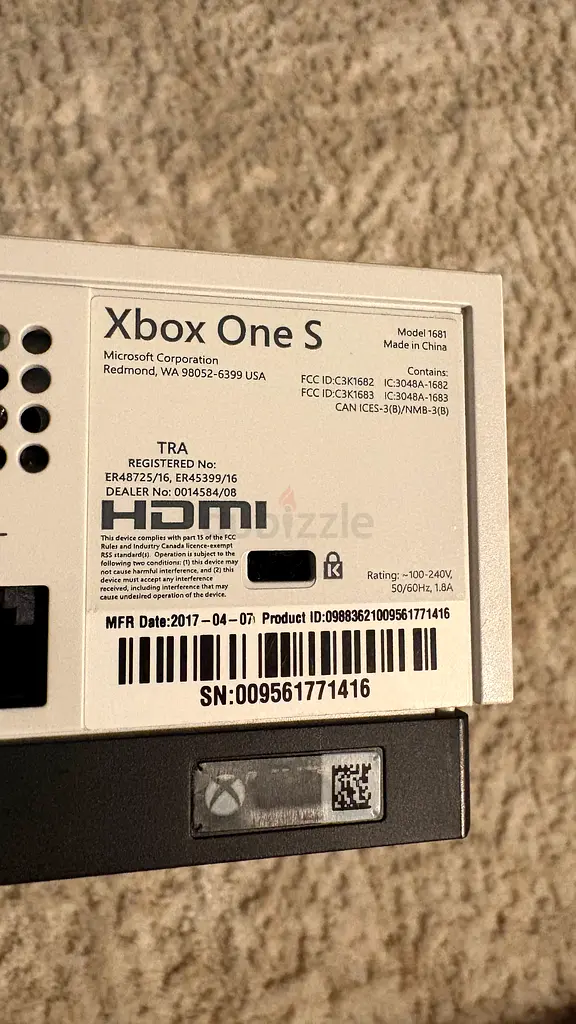 Xbox One S
Model 1681
Made in China
Microsoft Corporation
Redmond, WA 98052-6399 USA
Contains:
FCC ID:C3K1682 IC:3048A-1682
FCC ID:C3K1683 IC:3048A-1683
CAN ICES-3(B)/NMB-3(B)
TRA
REGISTERED No:
ER48725/16, ER45399/16
DEALER No: 0014584/08
HDMI
dubizzle
This device complies with part 15 of the FCC
Rules and Industry Canada licence-exempt
RSS standard(s). Operation is subject to the
following two conditions: (1) this device may
not cause harmful interference, and (2) this
device must accept any interference
received, including interference that may
cause undesired operation of the device.
K
Rating: ~100-240V,
50/60Hz, 1.8A
MFR Date:2017-04-07 Product ID:09883621009561771416
SN:009561771416